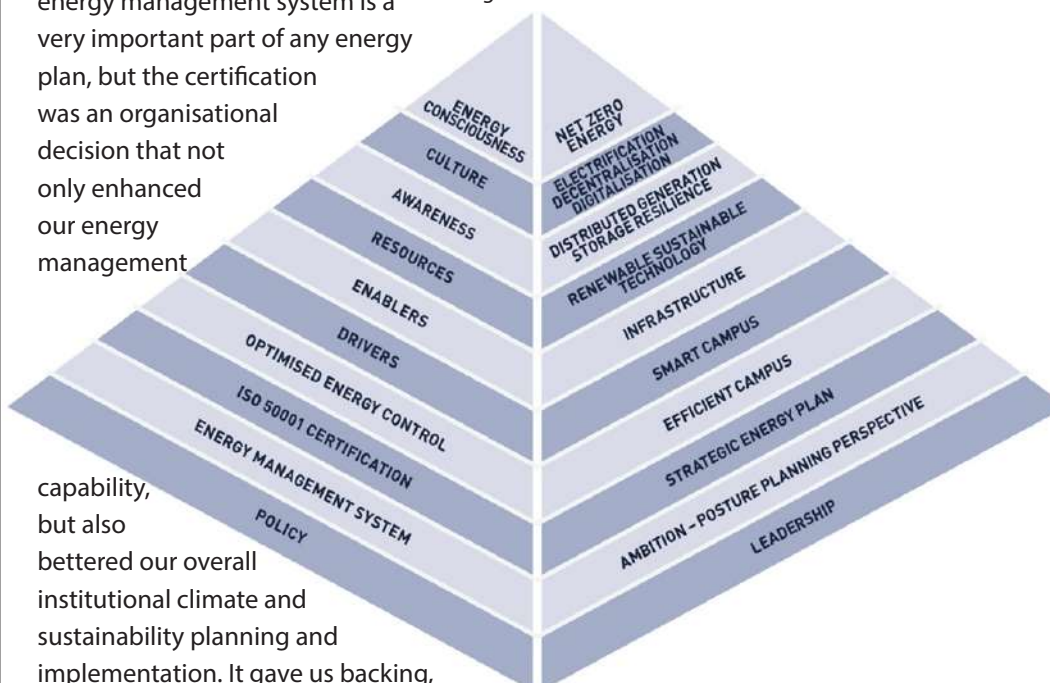 energy management system is a
very important part of any energy
plan, but the certification
was an organisational
decision that not
only enhanced
our energy
management
capability,
but also
bettered our overall
institutional climate and
sustainability planning and
implementation. It gave us backing,
ENERGY
CONSCIOUSNESS
CULTURE
AWARENESS
RESOURCES
ENABLERS
DRIVERS
OPTIMISED ENERGY CONTROL
ISO 50001 CERTIFICATION
ENERGY MANAGEMENT SYSTEM
POLICY
NET ZERO
ENERGY
ELECTRIFICATION
DECENTRALISATION
DIGITALISATION
DISTRIBUTED GENERATION
STORAGE RESILIENCE
RENEWABLE SUSTAINABLE
TECHNOLOGY
INFRASTRUCTURE
SMART CAMPUS
EFFICIENT CAMPUS
STRATEGIC ENERGY PLAN
AMBITION – POSTURE PLANNING PERSPECTIVE
LEADERSHIP